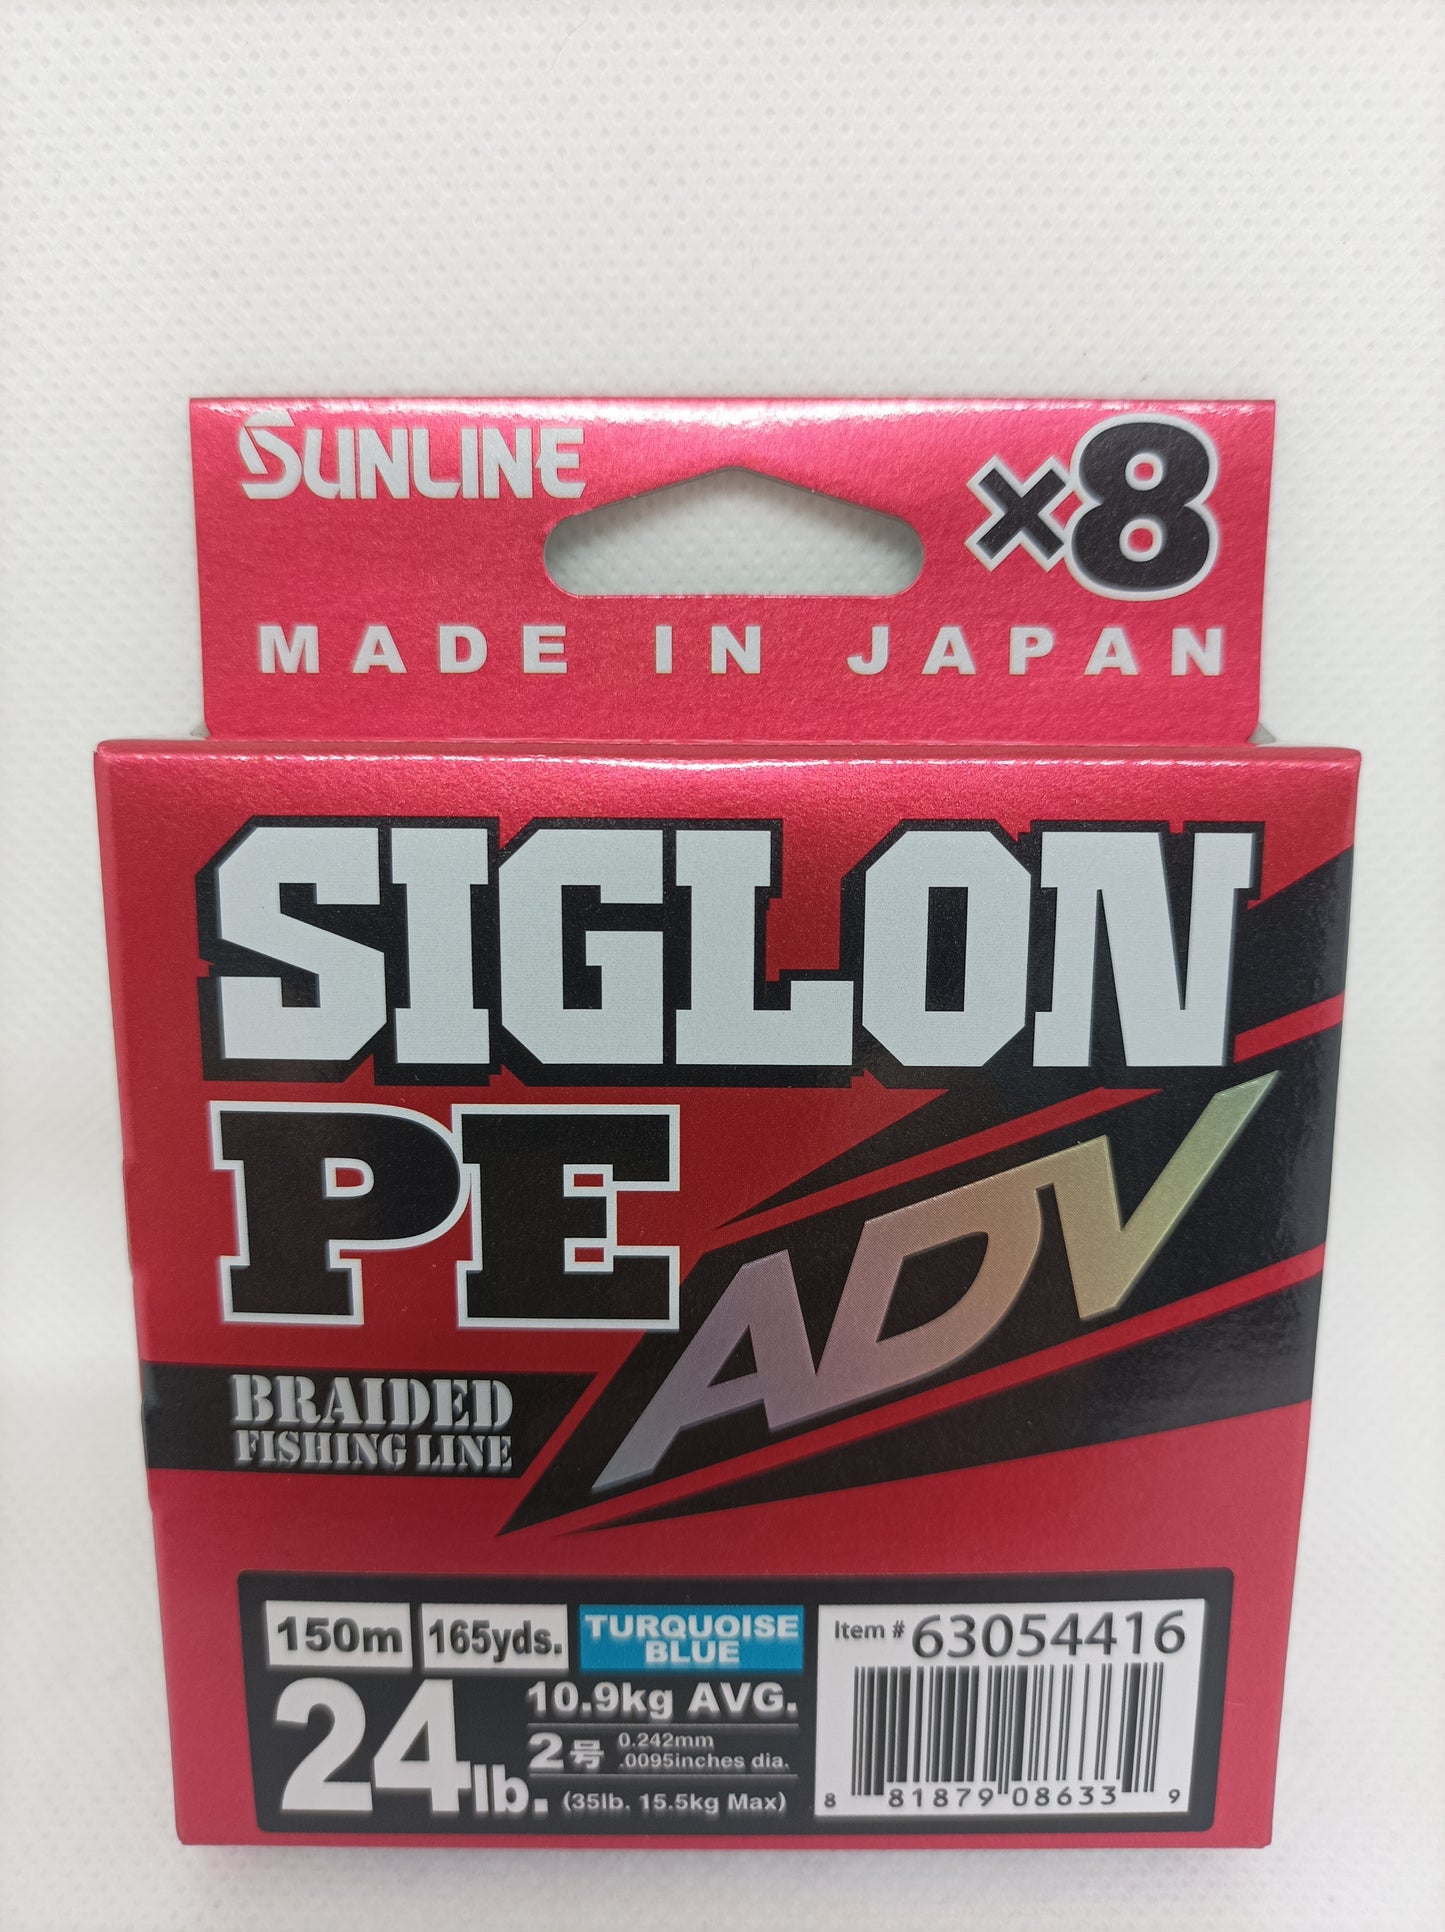 SUNLINE
×8
MADE IN JAPAN
SIGLON
PE
ADV
BRAIDED
FISHING LINE
150m
165yds.
TURQUOISE
BLUE
24lb.
10.9kg AVG.
2号
0.242mm
.0095inches dia.
(35lb. 15.5kg Max)
Item # 63054416
8 81879 08633 9